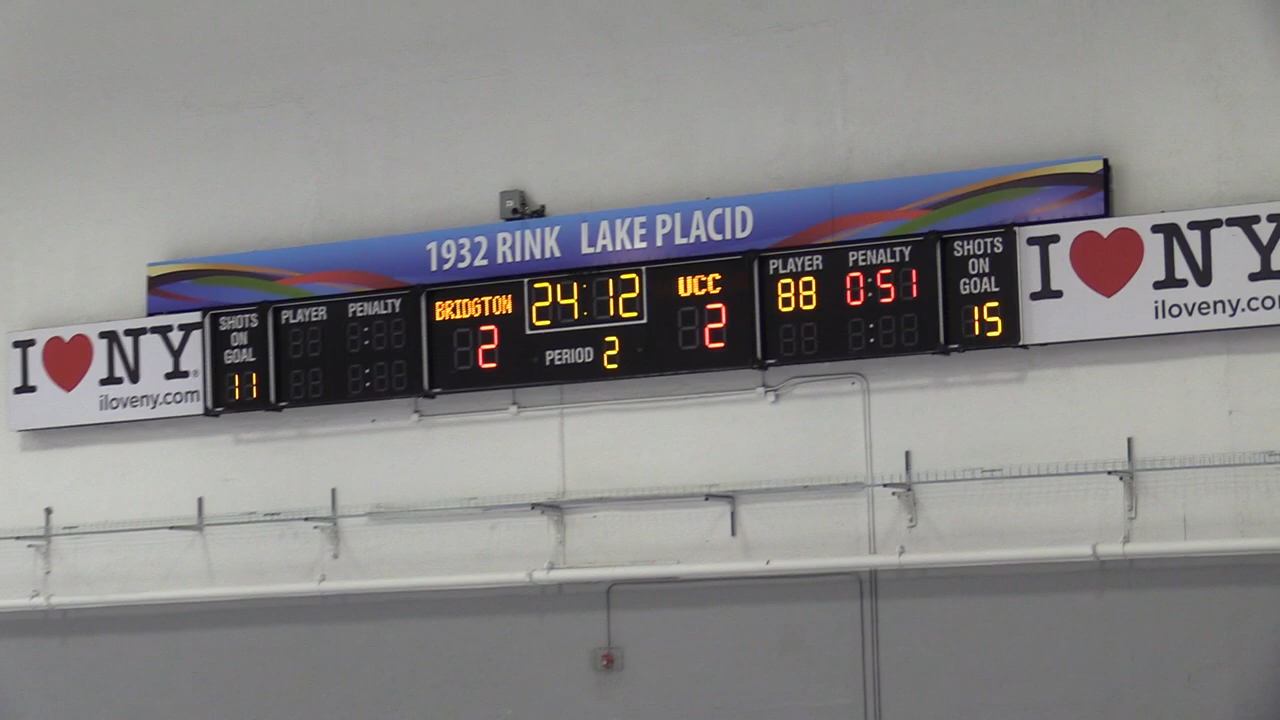 1932 RINK LAKE PLACID
I ❤ NY®
iloveny.com
SHOTS
ON
GOAL
11
PLAYER PENALTY
BRIDGTON 24:12 UCC
2 PERIOD 2 2
PLAYER PENALTY
88 0:51
SHOTS
ON
GOAL
15
I ❤ NY
iloveny.co